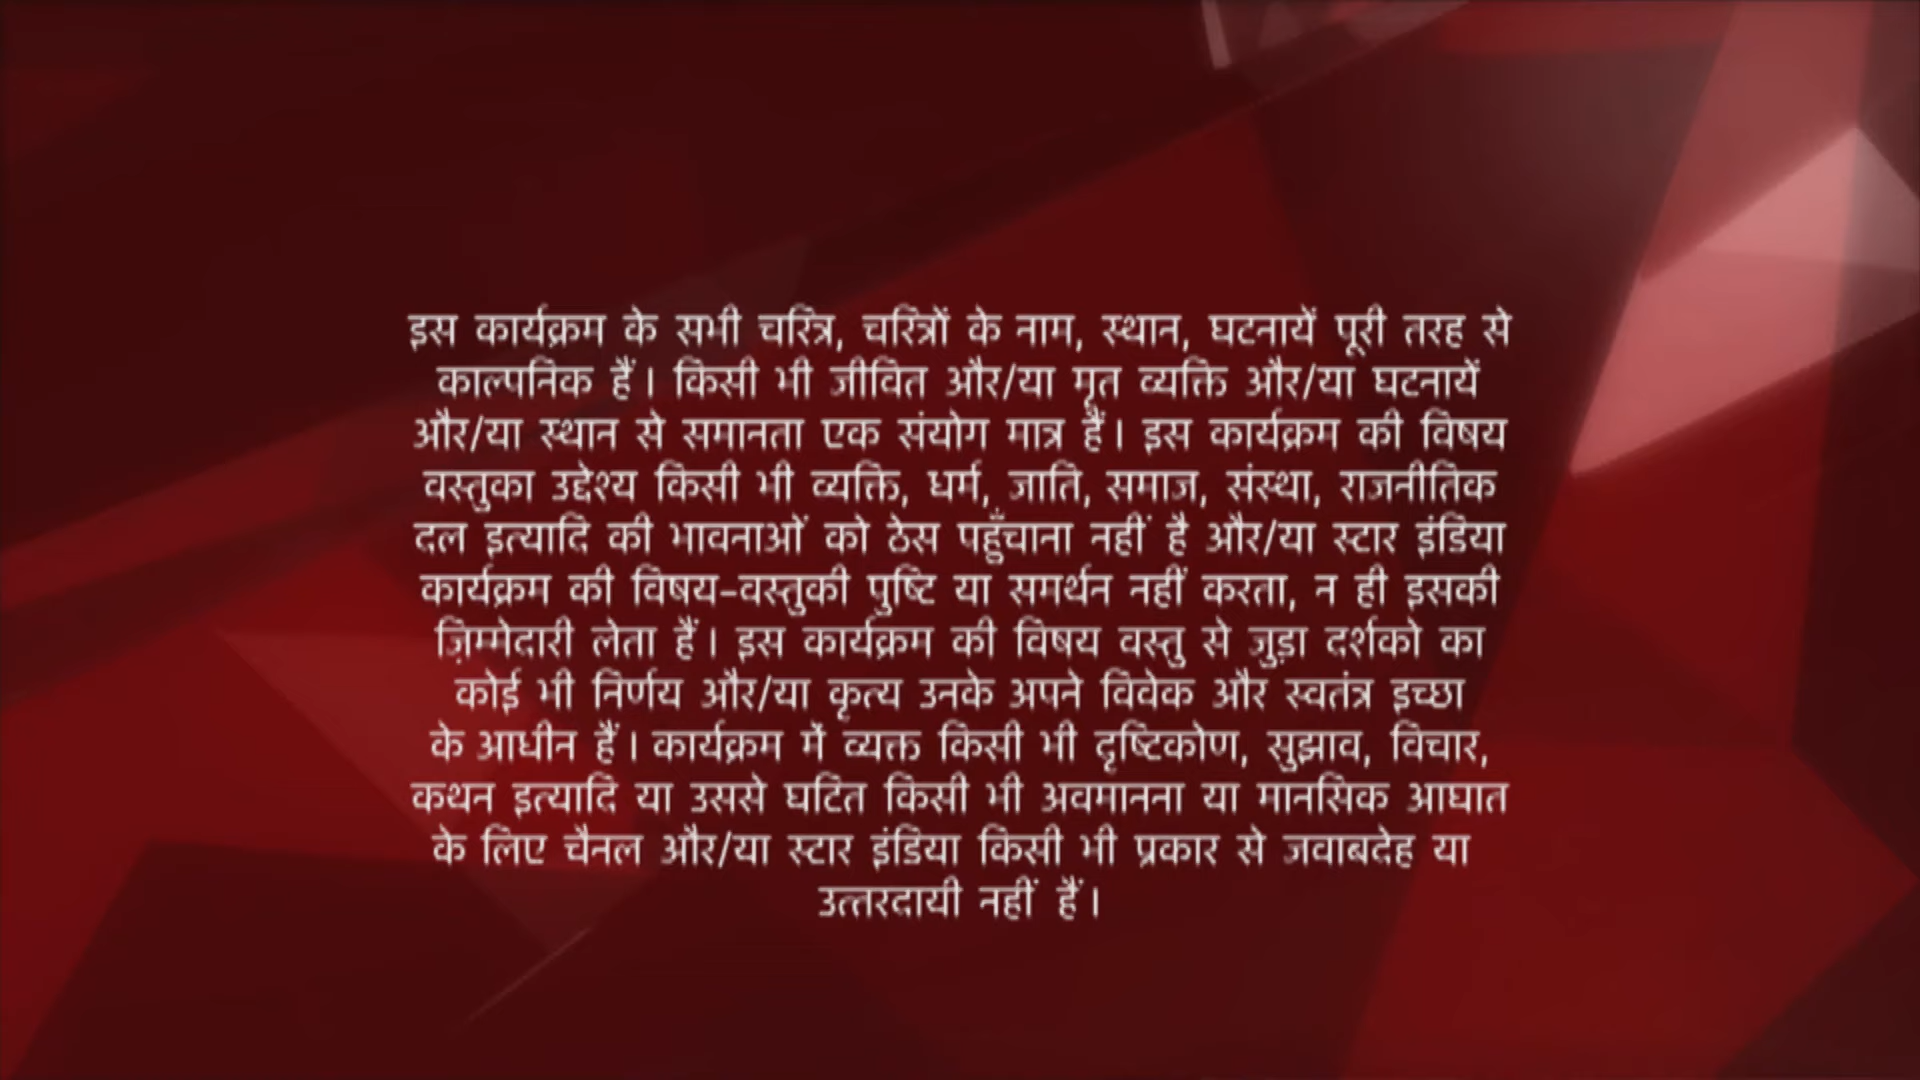 इस कार्यक्रम के सभी चरित्र, चरित्रों के नाम, स्थान, घटनायें पूरी तरह से
काल्पनिक हैं। किसी भी जीवित और/या मृत व्यक्ति और/या घटनायें
और/या स्थान से समानता एक संयोग मात्र हैं। इस कार्यक्रम की विषय
वस्तुका उद्देश्य किसी भी व्यक्ति, धर्म, जाति, समाज, संस्था, राजनीतिक
दल इत्यादि की भावनाओं को ठेस पहुँचाना नहीं है और/या स्टार इंडिया
कार्यक्रम की विषय-वस्तुकी पुष्टि या समर्थन नहीं करता, न ही इसकी
ज़िम्मेदारी लेता हैं। इस कार्यक्रम की विषय वस्तु से जुड़ा दर्शको का
कोई भी निर्णय और/या कृत्य उनके अपने विवेक और स्वतंत्र इच्छा
के आधीन हैं। कार्यक्रम में व्यक्त किसी भी दृष्टिकोण, सुझाव, विचार,
कथन इत्यादि या उससे घटित किसी भी अवमानना या मानसिक आघात
के लिए चैनल और/या स्टार इंडिया किसी भी प्रकार से जवाबदेह या
उत्तरदायी नहीं हैं।